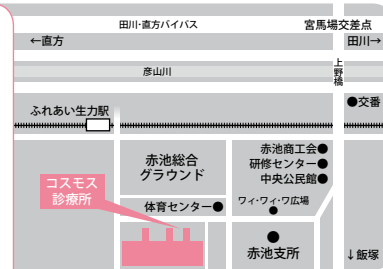 田川・直方バイパス
宮馬場交差点
←直方
田川→
彦山川
上野橋
●交番
ふれあい生力駅
赤池総合
グラウンド
赤池商工会●
研修センター●
中央公民館●
コスモス
診療所
体育センター●
ワィ・ワィ・ワ広場
●
●
赤池支所
↓飯塚